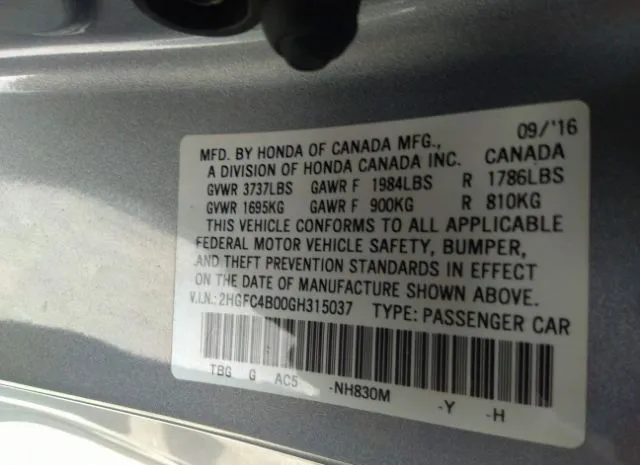 09/'16
MFD. BY HONDA OF CANADA MFG.,
A DIVISION OF HONDA CANADA INC. CANADA
GVWR 3737LBS GAWR F 1984LBS R 1786LBS
GVWR 1695KG GAWR F 900KG R 810KG
THIS VEHICLE CONFORMS TO ALL APPLICABLE
FEDERAL MOTOR VEHICLE SAFETY, BUMPER,
AND THEFT PREVENTION STANDARDS IN EFFECT
ON THE DATE OF MANUFACTURE SHOWN ABOVE.
V.I.N.: 2HGFC4B00GH315037 TYPE: PASSENGER CAR
TBG G AC5 -NH830M -Y -H